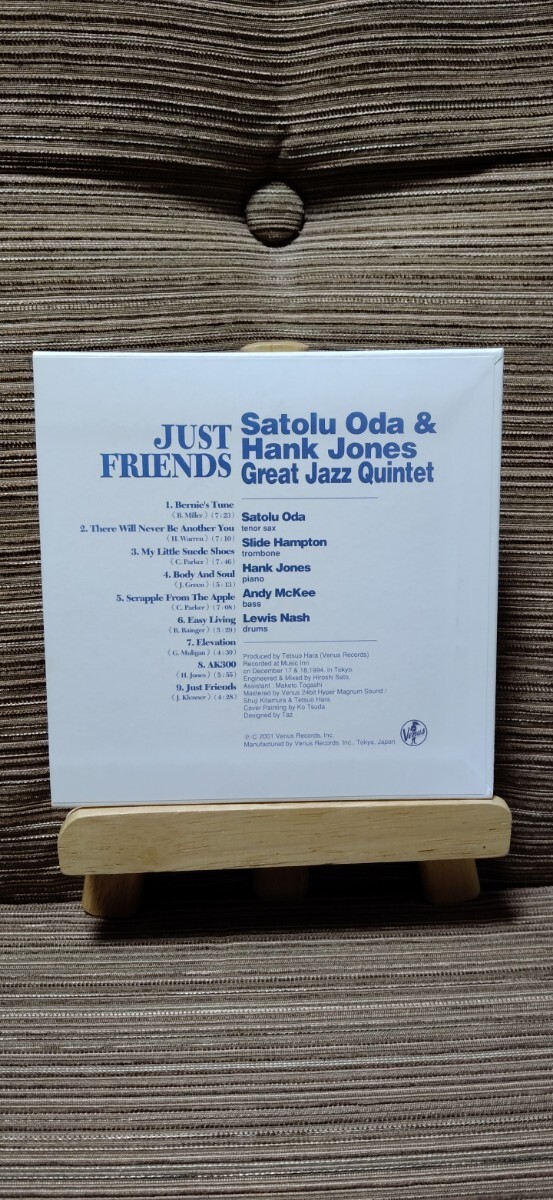 JUST
FRIENDS
Satolu Oda &
Hank Jones
Great Jazz Quintet
1. Bernie's Tune
( B. Miller ) ( 7 : 23 )
2. There Will Never Be Another You
( H. Warren ) ( 7 : 10 )
3. My Little Suede Shoes
( C. Parker ) ( 7 : 46 )
4. Body And Soul
( J. Green ) ( 5 : 13 )
5. Scrapple From The Apple
( C. Parker ) ( 7 : 08 )
6. Easy Living
( R. Rainger ) ( 5 : 29 )
7. Elevation
( G. Muligan ) ( 4 : 39 )
8. AK300
( H. Jones ) ( 5 : 55 )
9. Just Friends
( J. Klenner ) ( 4 : 28 )
Satolu Oda
tenor sax
Slide Hampton
trombone
Hank Jones
piano
Andy McKee
bass
Lewis Nash
drums
Produced by Tetsuo Hara (Venus Records)
Recorded at Music Inn
on December 17 & 18,1994, in Tokyo.
Engineered & Mixed by Hiroshi Sato.
Assistant : Makoto Togashi
Mastered by Venus 24bit Hyper Magnum Sound :
Shuji Kitamura & Tetsuo Hara
Cover Painting by Ko Tsuda
Designed by Taz
℗ © 2001 Venus Records, Inc.
Manufactured by Venus Records, Inc., Tokyo, Japan.
Venus